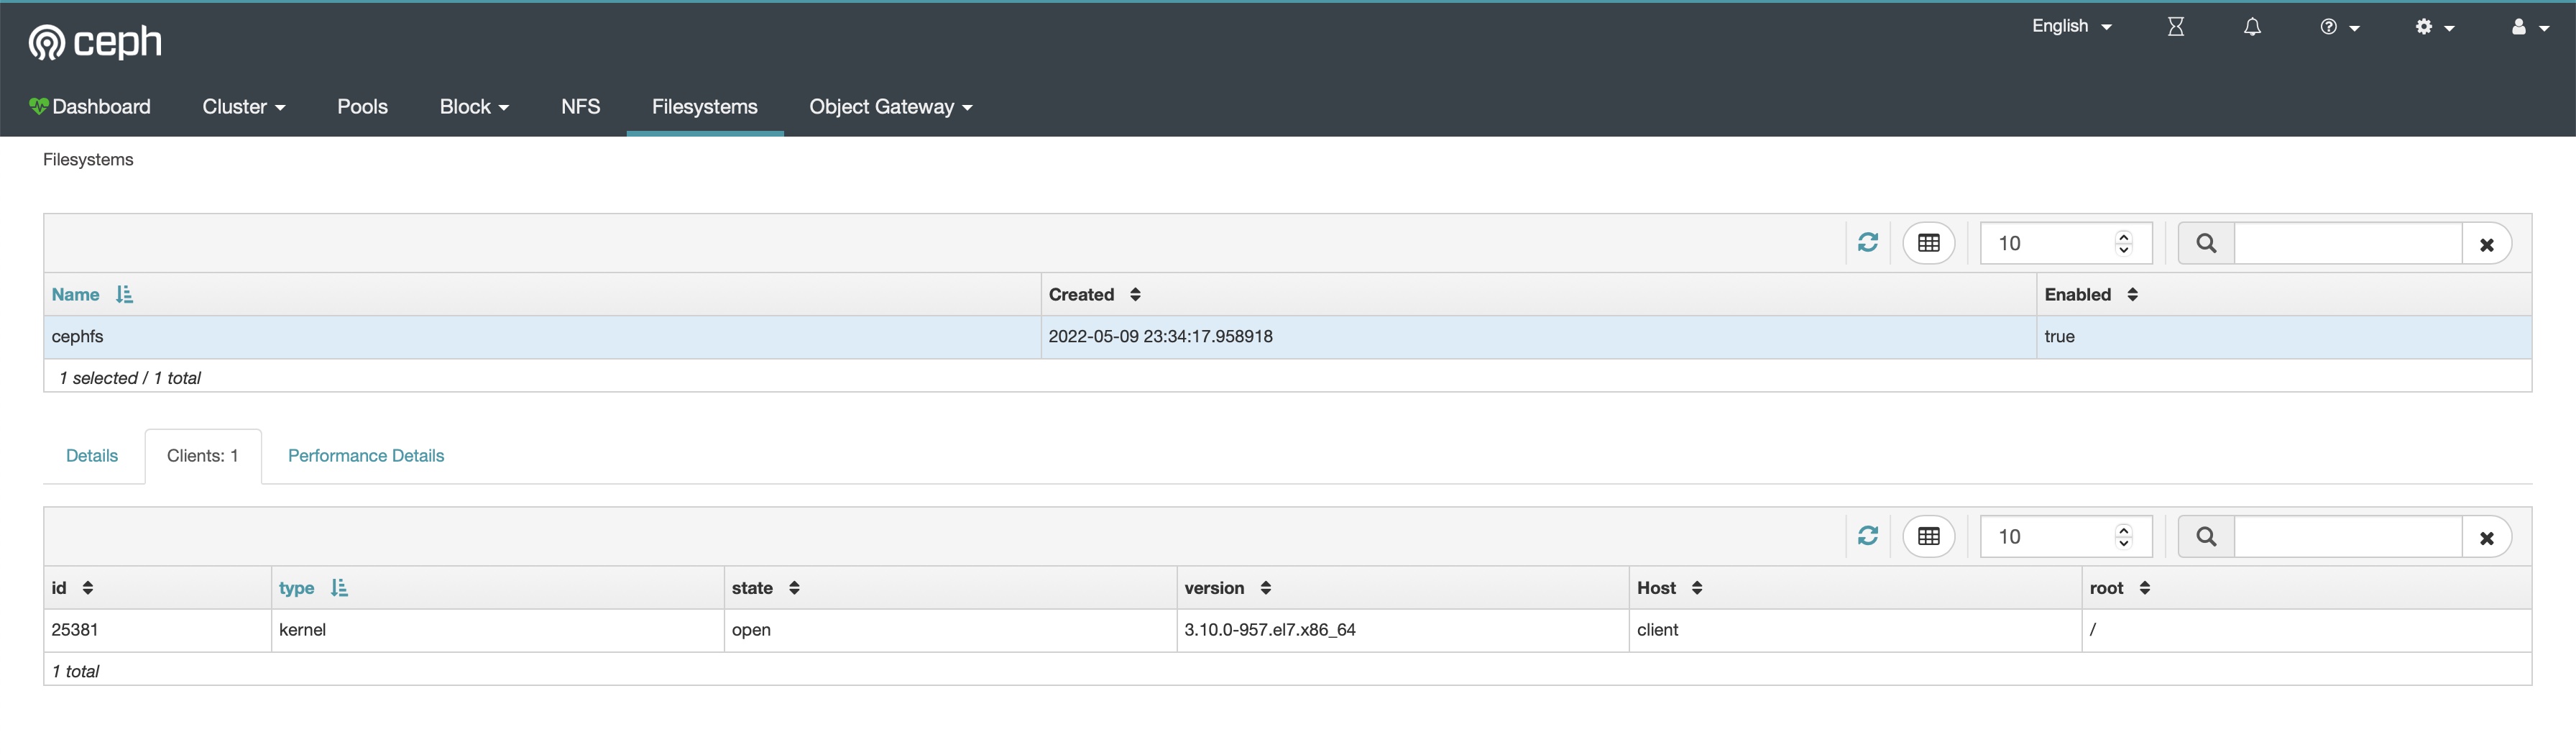 ceph
English
Dashboard Cluster Pools Block NFS Filesystems Object Gateway
Filesystems
10
Name Created Enabled
cephfs 2022-05-09 23:34:17.958918 true
1 selected / 1 total
Details Clients: 1 Performance Details
10
id type state version Host root
25381 kernel open 3.10.0-957.el7.x86_64 client /
1 total